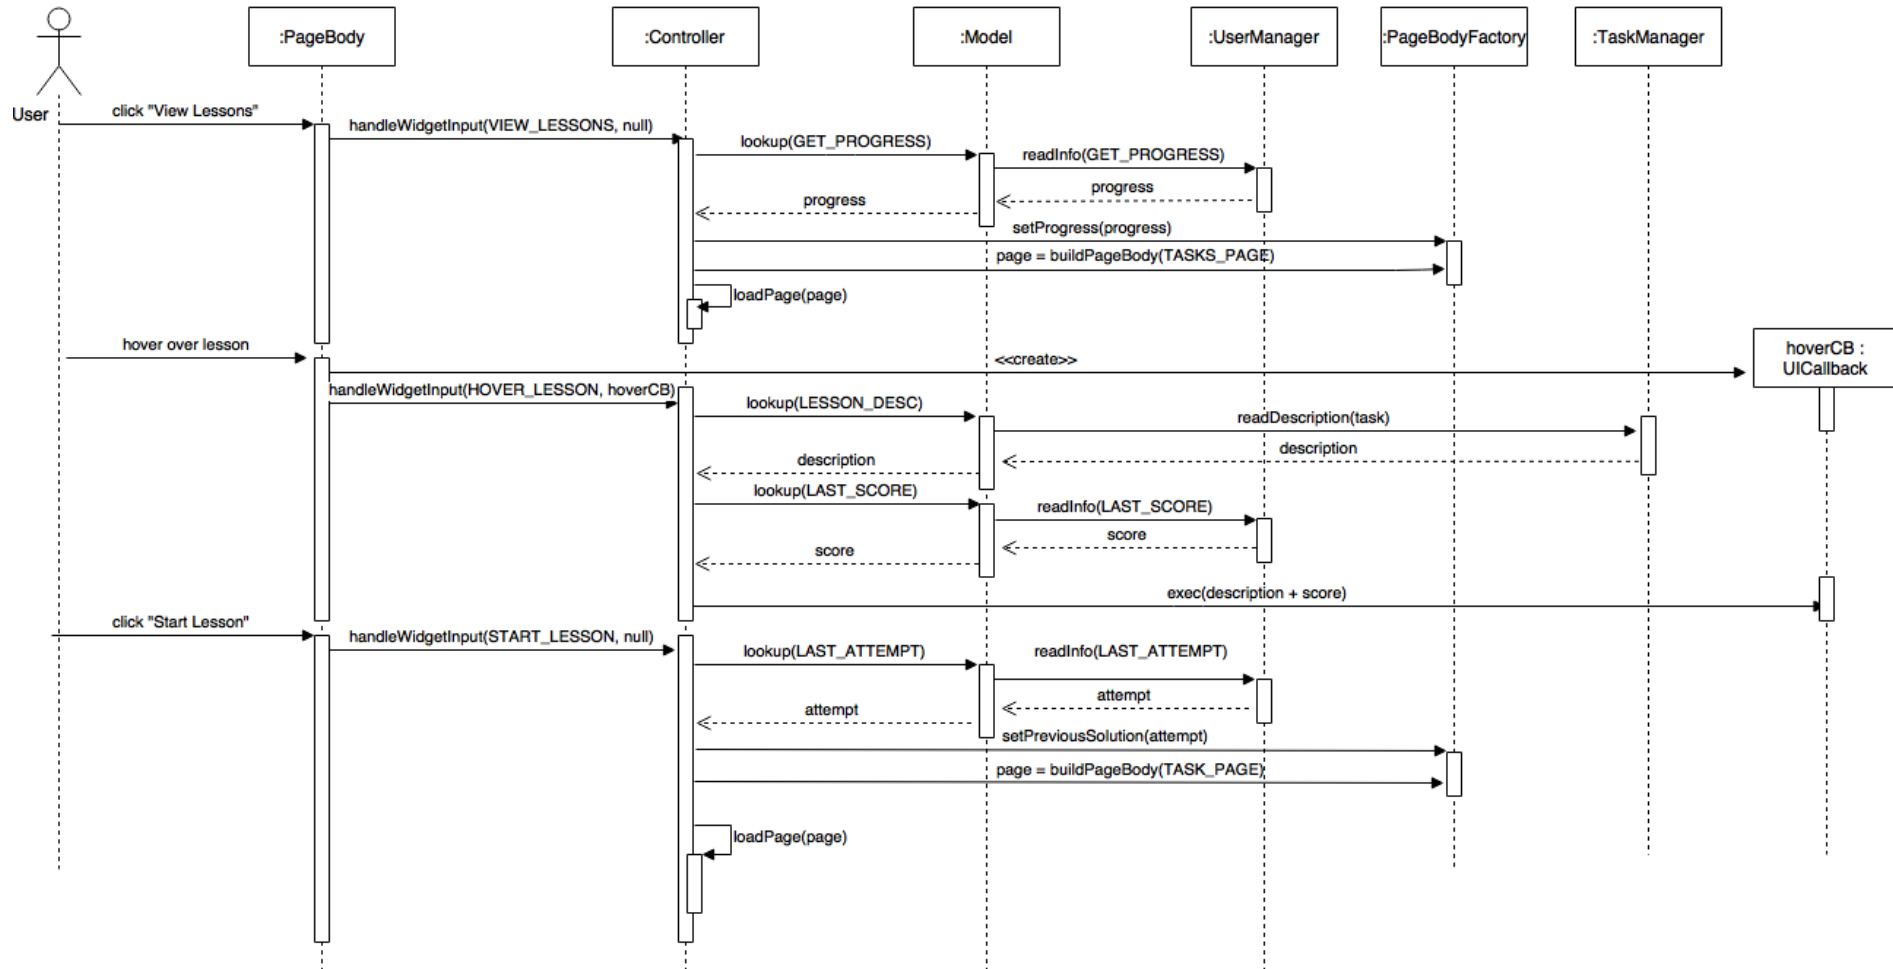 :PageBody
:Controller
:Model
:UserManager
:PageBodyFactory
:TaskManager
User
click "View Lessons"
handleWidgetInput(VIEW_LESSONS, null)
lookup(GET_PROGRESS)
readInfo(GET_PROGRESS)
progress
progress
setProgress(progress)
page = buildPageBody(TASKS_PAGE)
loadPage(page)
hover over lesson
<<create>>
hoverCB :
UICallback
handleWidgetInput(HOVER_LESSON, hoverCB)
lookup(LESSON_DESC)
readDescription(task)
description
description
lookup(LAST_SCORE)
readInfo(LAST_SCORE)
score
score
exec(description + score)
click "Start Lesson"
handleWidgetInput(START_LESSON, null)
lookup(LAST_ATTEMPT)
readInfo(LAST_ATTEMPT)
attempt
attempt
setPreviousSolution(attempt)
page = buildPageBody(TASK_PAGE)
loadPage(page)